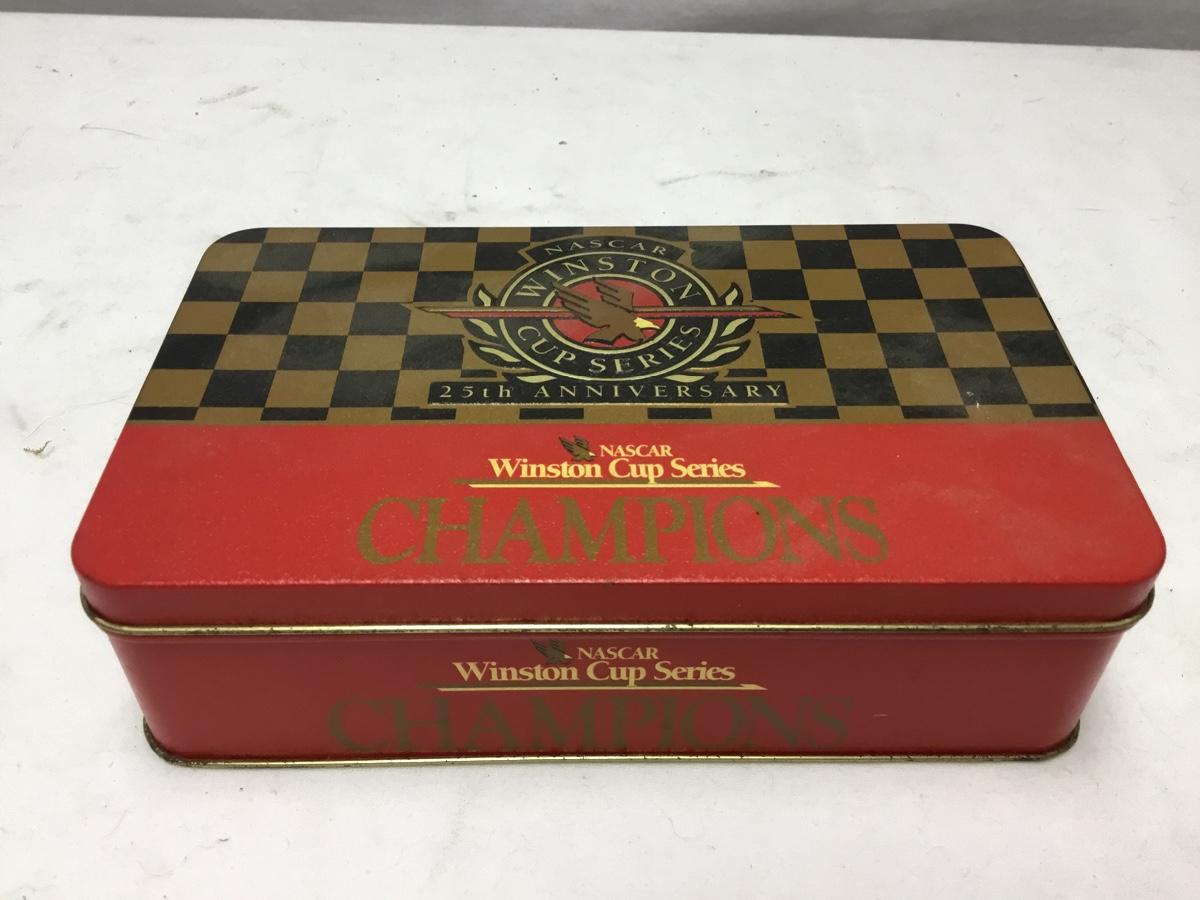 NASCAR
WINSTON
CUP SERIES
25th ANNIVERSARY
NASCAR
Winston Cup Series
CHAMPIONS
NASCAR
Winston Cup Series
CHAMPIONS